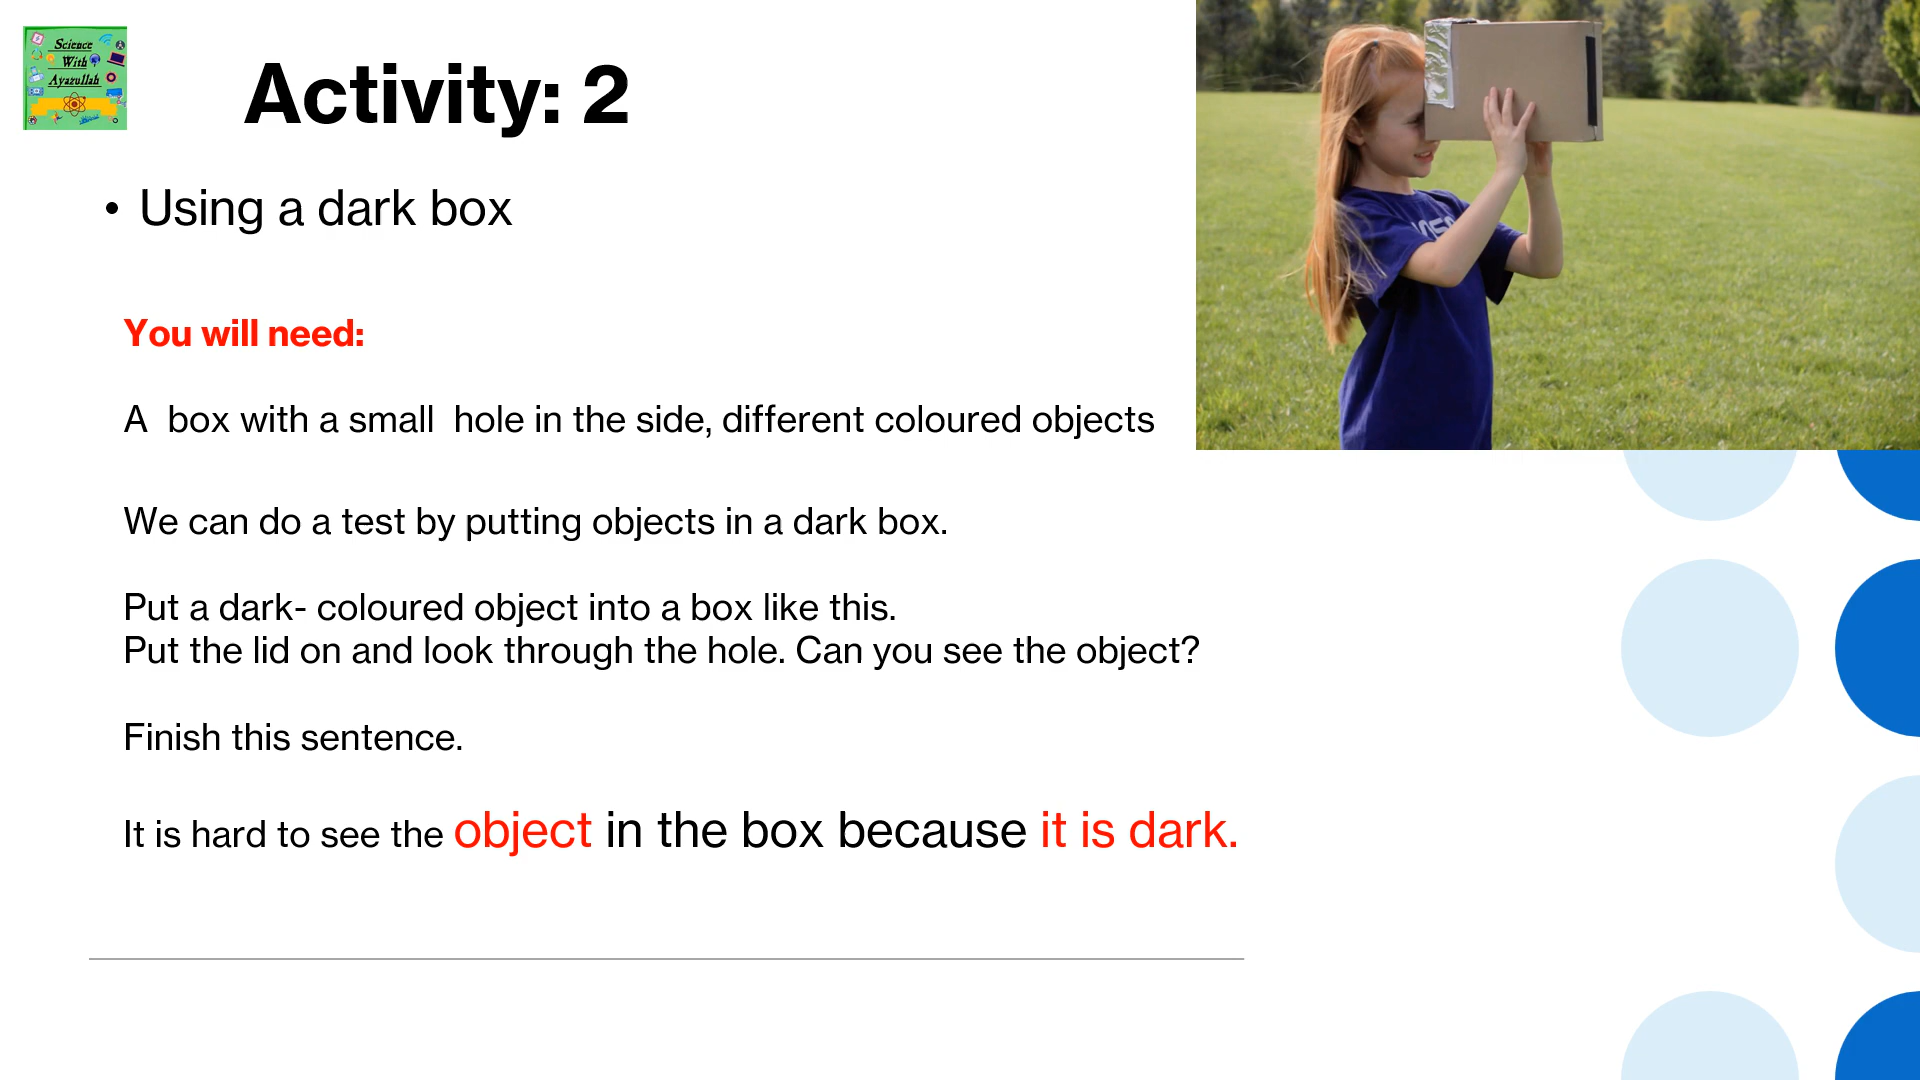 Science
With
Ayazullah
Activity: 2
• Using a dark box
You will need:
A  box with a small  hole in the side, different coloured objects
We can do a test by putting objects in a dark box.
Put a dark- coloured object into a box like this.
Put the lid on and look through the hole. Can you see the object?
Finish this sentence.
It is hard to see the object in the box because it is dark.